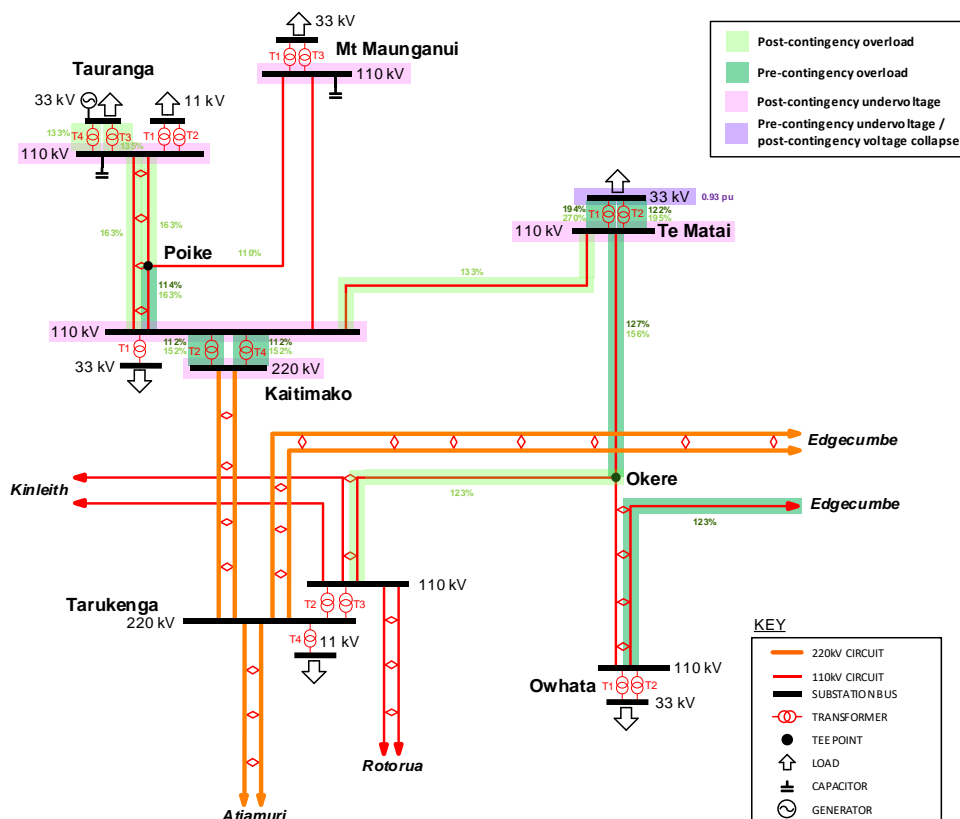 33 kV
Mt Maunganui
T1
T3
110 kV
Tauranga
33 kV
11 kV
133%
T4
T3
T1
T2
135%
110 kV
163%
163%
Poike
110%
114%
163%
110 kV
T1
33 kV
112%
152%
T2
T4
112%
152%
220 kV
Kaitimako
133%
33 kV
0.93 pu
194%
270%
T1
T2
122%
195%
110 kV
Te Matai
127%
156%
Edgecumbe
Kinleith
123%
Okere
Edgecumbe
123%
110 kV
T2
T3
Tarukenga
220 kV
T4
11 kV
110 kV
Owhata
T1
T2
33 kV
Rotorua
Atiamuri
Post-contingency overload
Pre-contingency overload
Post-contingency undervoltage
Pre-contingency undervoltage /
post-contingency voltage collapse
KEY
220kV CIRCUIT
110kV CIRCUIT
SUBSTATION BUS
TRANSFORMER
TEE POINT
LOAD
CAPACITOR
GENERATOR